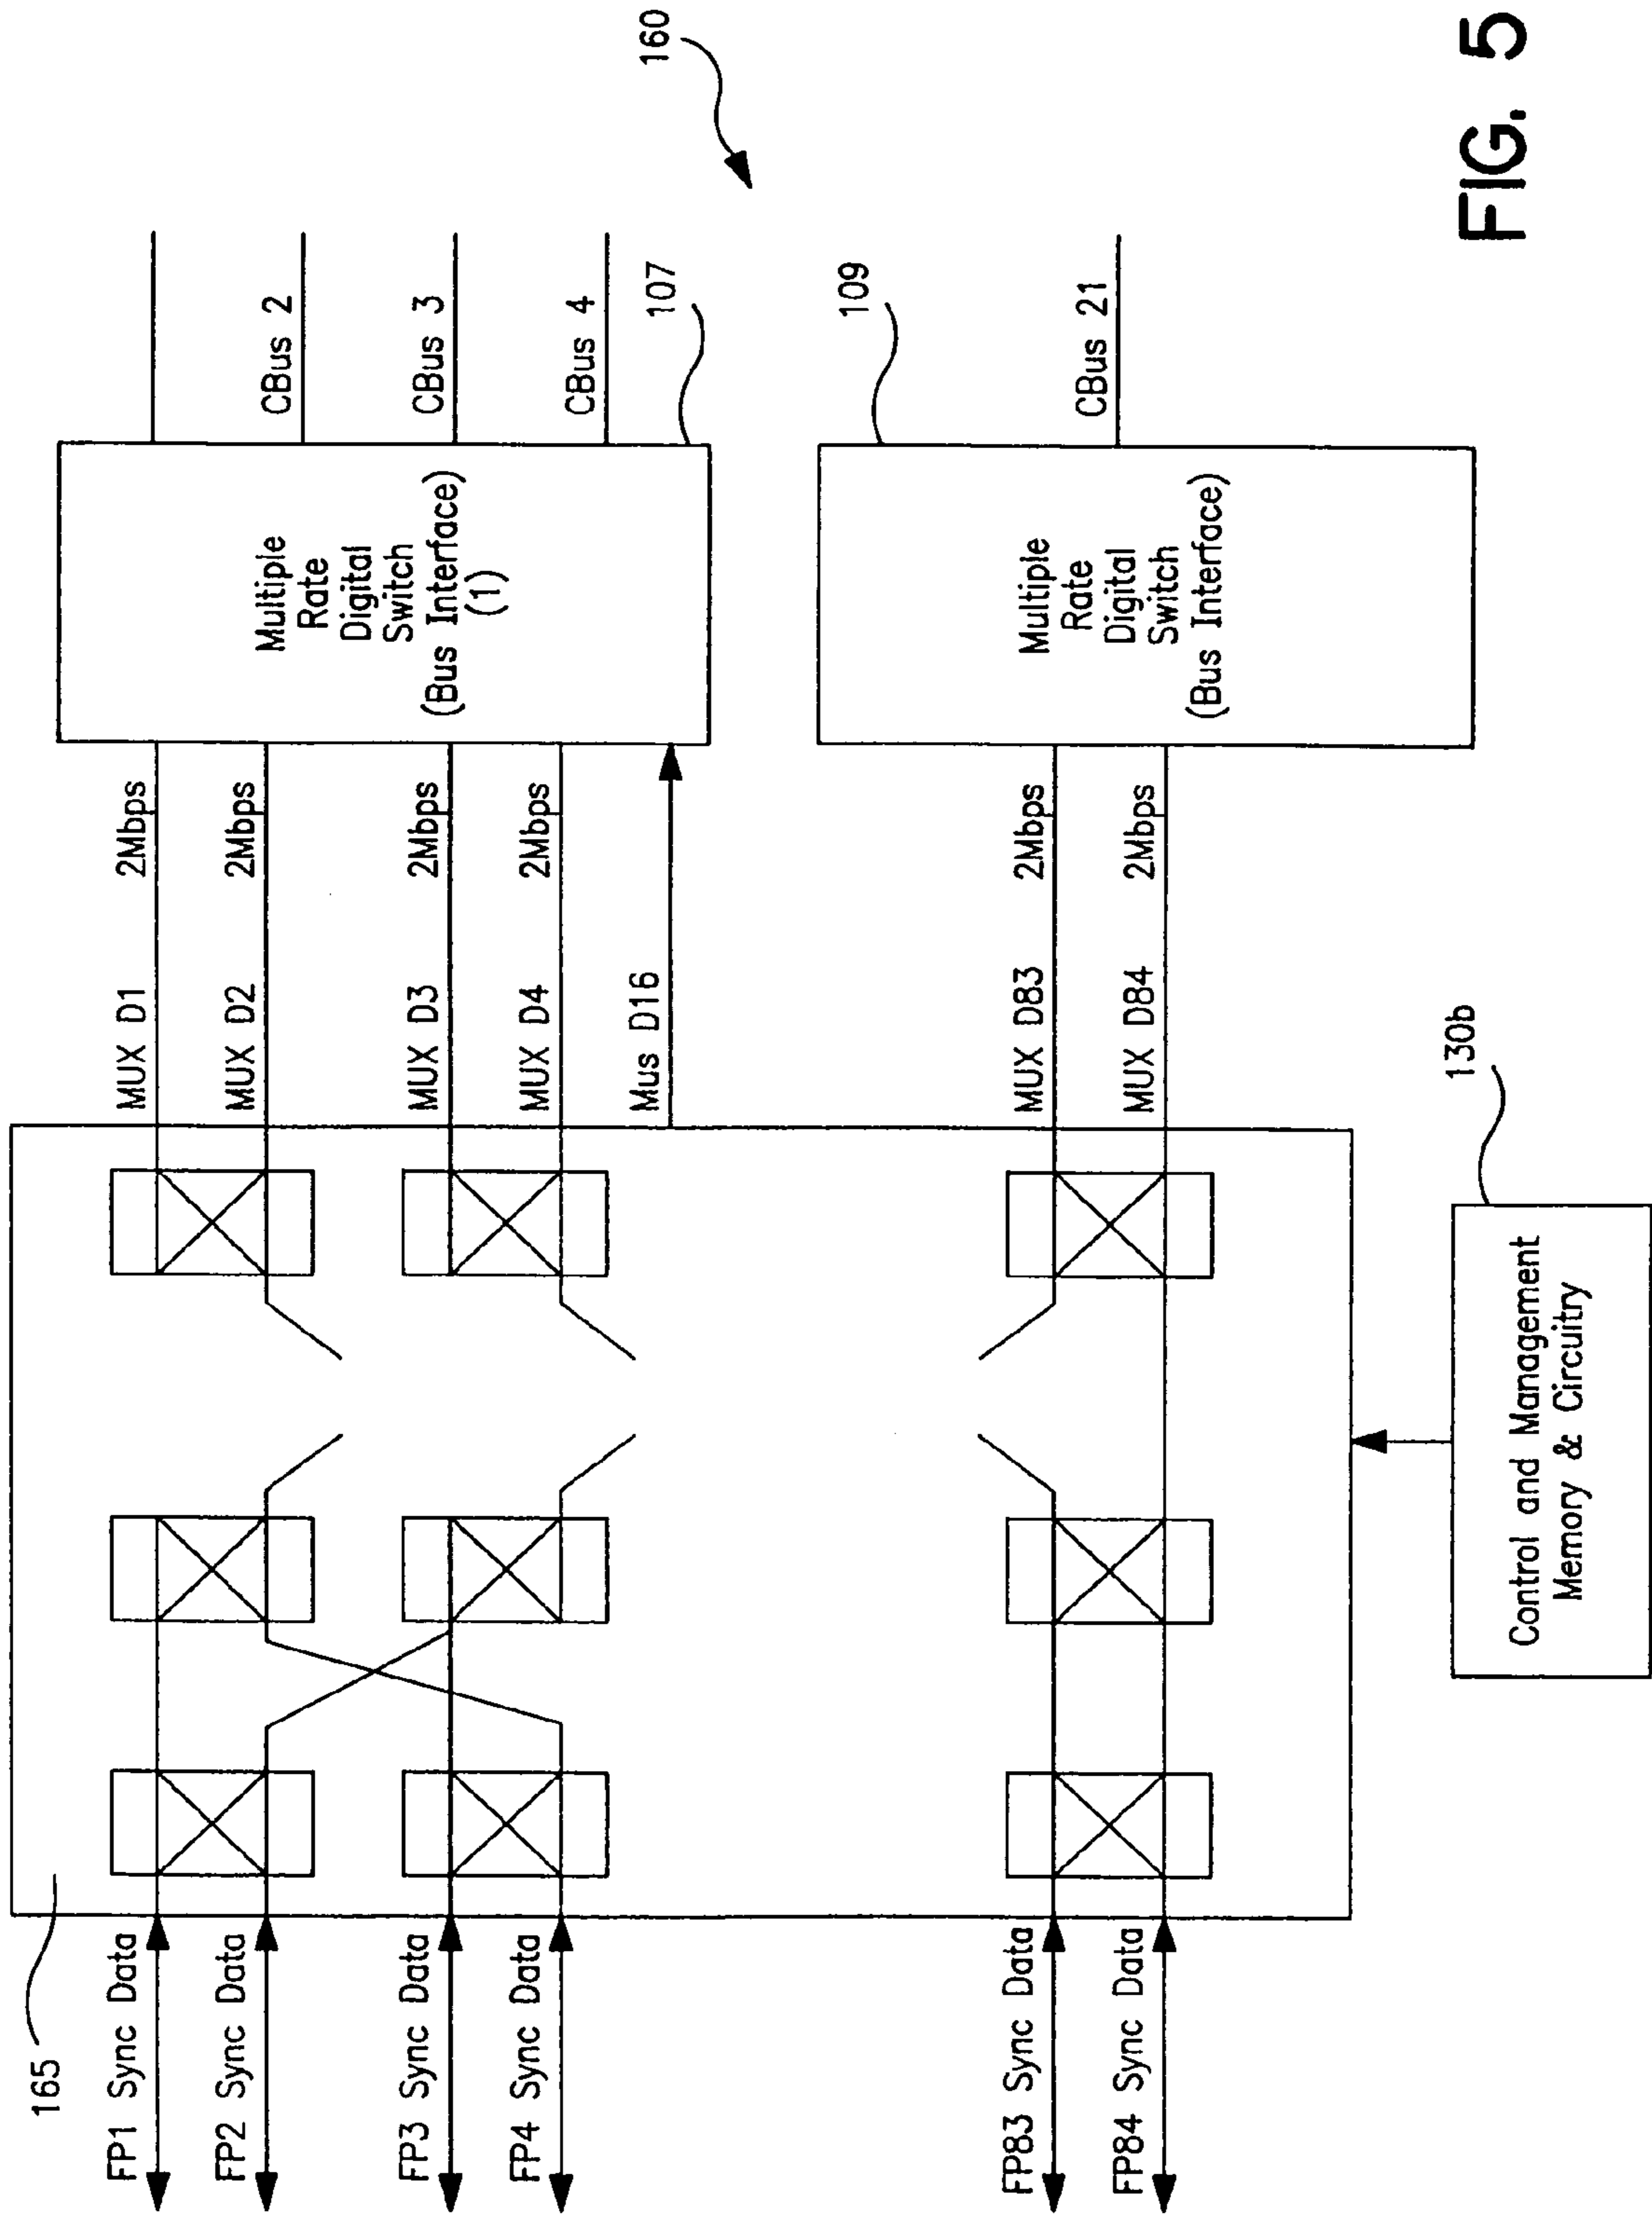 165
FP1 Sync Data
FP2 Sync Data
FP3 Sync Data
FP4 Sync Data
FP83 Sync Data
FP84 Sync Data
MUX D1
2Mbps
MUX D2
2Mbps
MUX D3
2Mbps
MUX D4
2Mbps
Mus D16
MUX D83
2Mbps
MUX D84
2Mbps
Multiple
Rate
Digital
Switch
(Bus Interface)
(1)
CBus 2
CBus 3
CBus 4
107
Multiple
Rate
Digital
Switch
(Bus Interface)
109
CBus 21
160
Control and Management
Memory & Circuitry
130b
FIG. 5